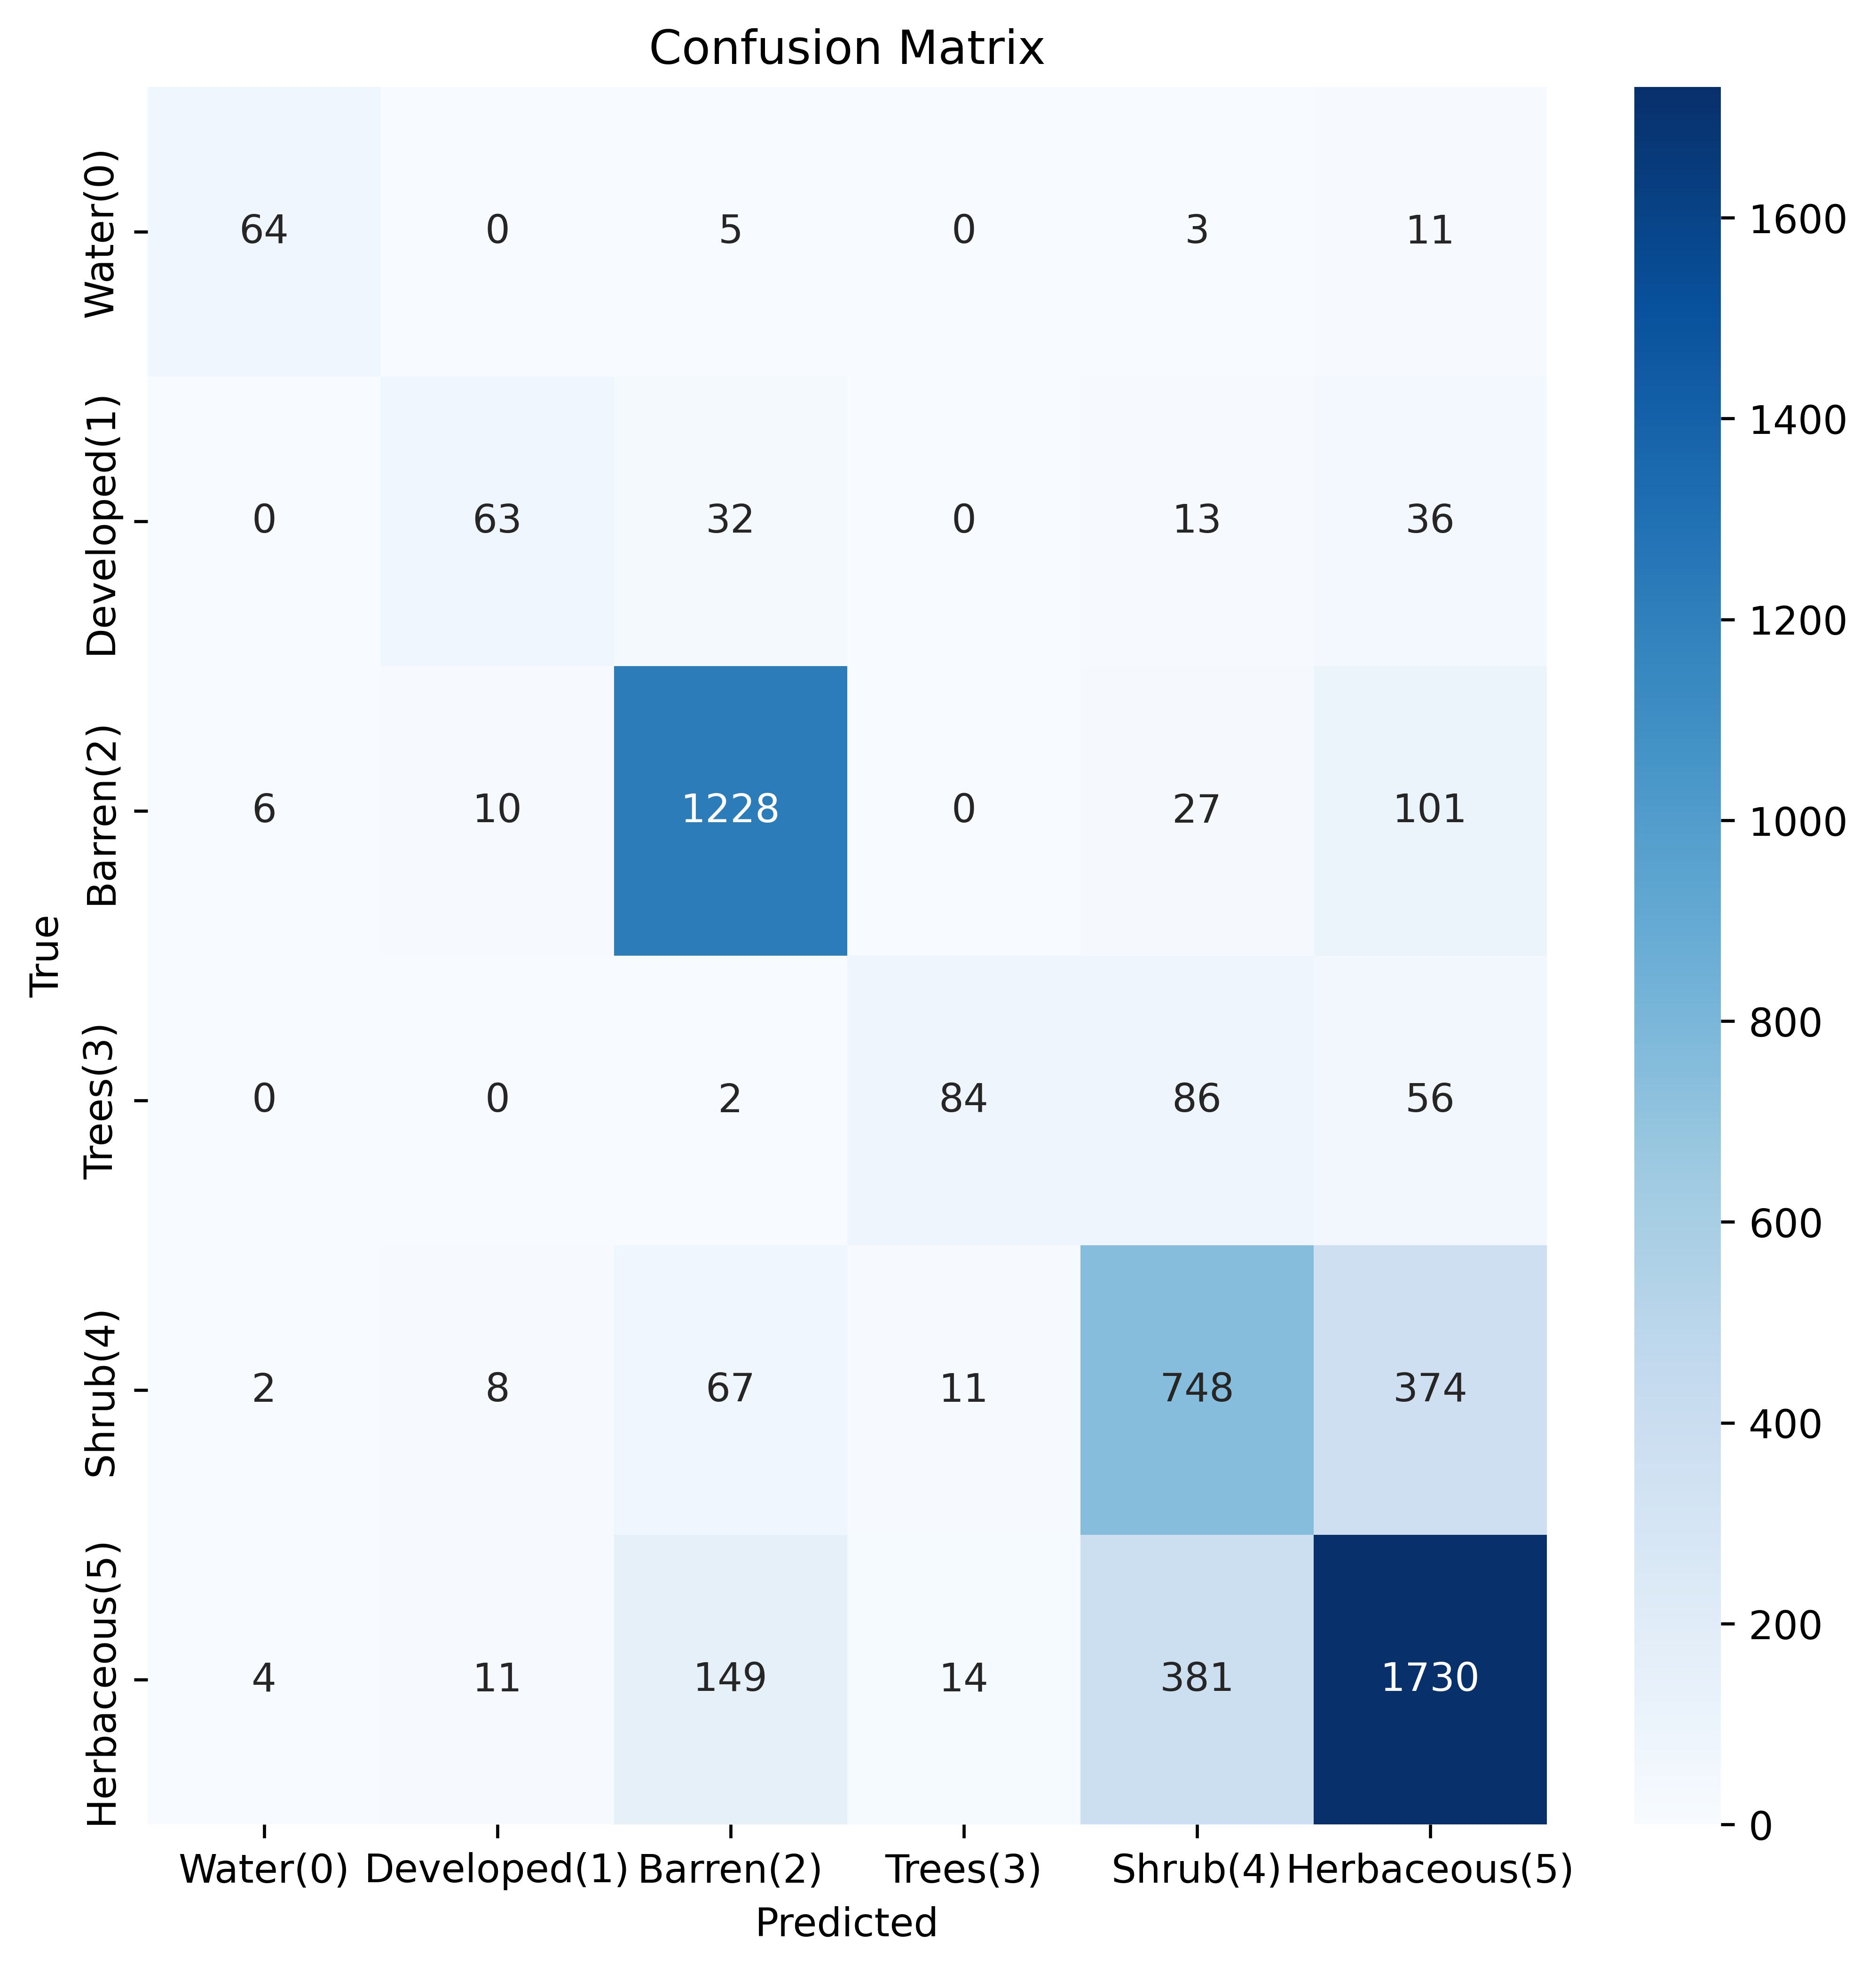 Confusion Matrix
True
Water(0) 64 0 5 0 3 11
Developed(1) 0 63 32 0 13 36
Barren(2) 6 10 1228 0 27 101
Trees(3) 0 0 2 84 86 56
Shrub(4) 2 8 67 11 748 374
Herbaceous(5) 4 11 149 14 381 1730
Water(0) Developed(1) Barren(2) Trees(3) Shrub(4) Herbaceous(5)
Predicted
1600
1400
1200
1000
800
600
400
200
0